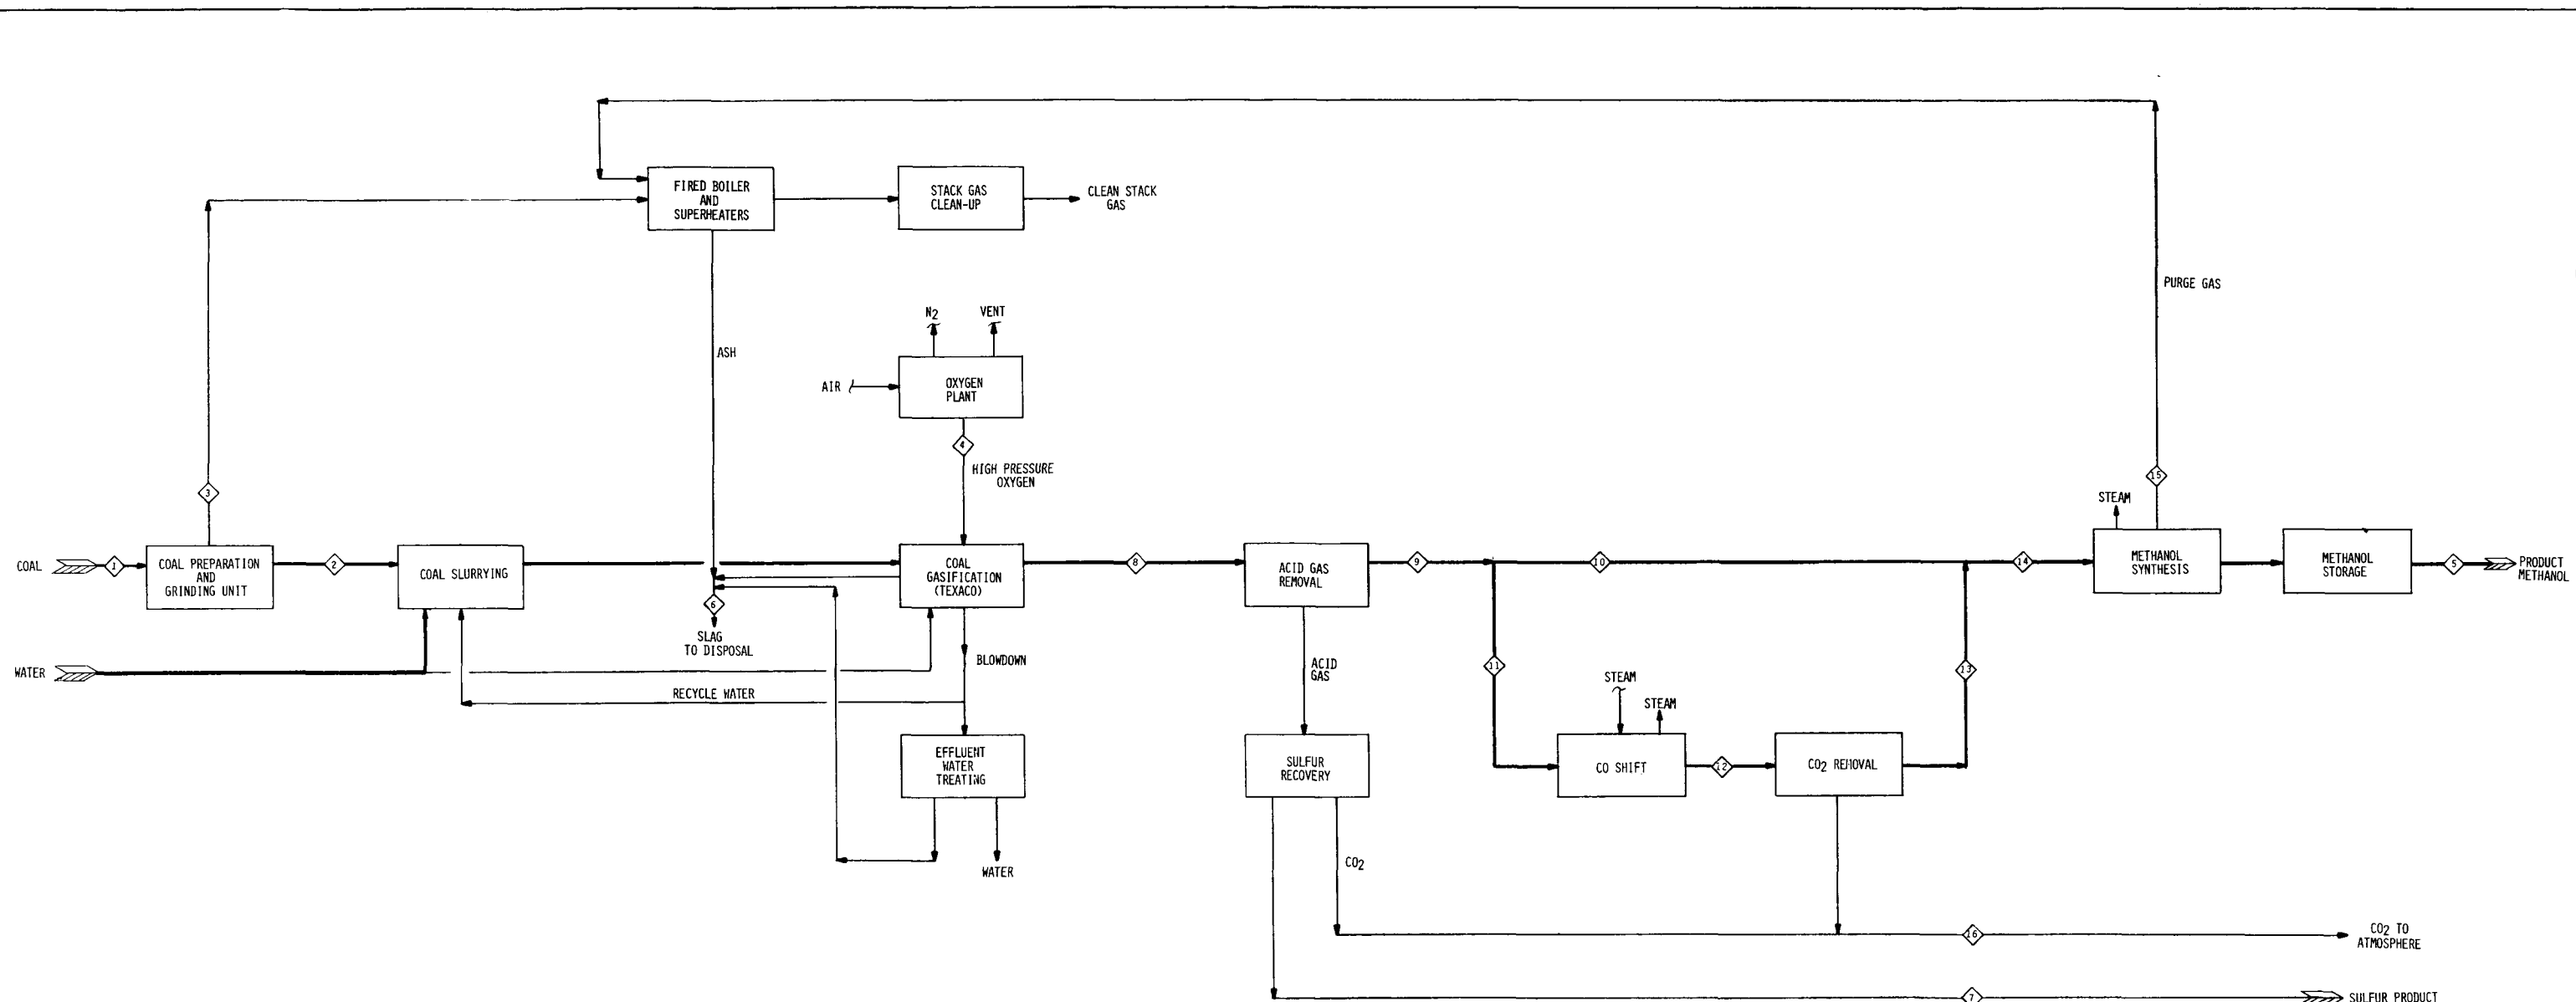 FIRED BOILER
AND
SUPERHEATERS
STACK GAS
CLEAN-UP
CLEAN STACK
GAS
PURGE GAS
N2
VENT
ASH
AIR
OXYGEN
PLANT
4
HIGH PRESSURE
OXYGEN
3
15
STEAM
COAL
1
COAL PREPARATION
AND
GRINDING UNIT
2
COAL SLURRYING
COAL
GASIFICATION
(TEXACO)
8
ACID GAS
REMOVAL
9
10
14
METHANOL
SYNTHESIS
METHANOL
STORAGE
5
PRODUCT
METHANOL
6
SLAG
TO DISPOSAL
WATER
BLOWDOWN
RECYCLE WATER
ACID
GAS
11
13
STEAM
STEAM
EFFLUENT
WATER
TREATING
SULFUR
RECOVERY
CO SHIFT
12
CO2 REMOVAL
WATER
CO2
16
CO2 TO
ATMOSPHERE
7
SULFUR PRODUCT